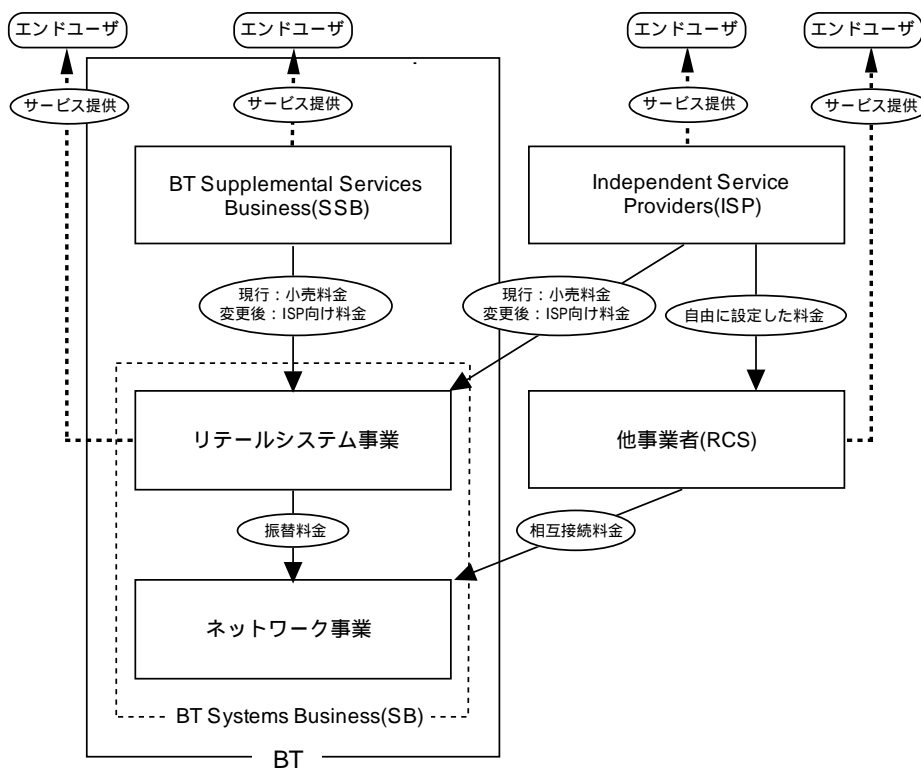 エンドユーザ
エンドユーザ
エンドユーザ
エンドユーザ
サービス提供
サービス提供
サービス提供
サービス提供
BT Supplemental Services
Business(SSB)
Independent Service
Providers(ISP)
現行：小売料金
変更後：ISP向け料金
現行：小売料金
変更後：ISP向け料金
自由に設定した料金
リテールシステム事業
他事業者(RCS)
振替料金
相互接続料金
ネットワーク事業
BT Systems Business(SB)
BT